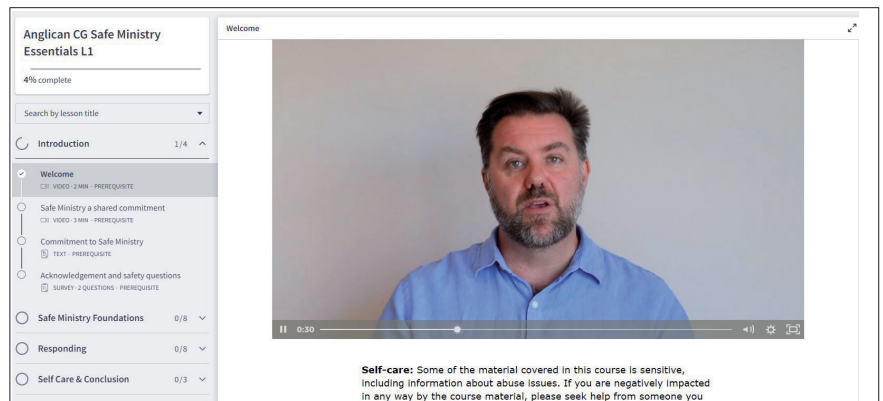 Anglican CG Safe Ministry
Essentials L1
4% complete
Search by lesson title
Introduction 1/4
Welcome
VIDEO · 2 MIN · PREREQUISITE
Safe Ministry a shared commitment
VIDEO · 3 MIN · PREREQUISITE
Commitment to Safe Ministry
TEXT · PREREQUISITE
Acknowledgement and safety questions
SURVEY · 2 QUESTIONS · PREREQUISITE
Safe Ministry Foundations 0/8
Responding 0/8
Self Care & Conclusion 0/3
Welcome
0:30
Self-care: Some of the material covered in this course is sensitive,
including information about abuse issues. If you are negatively impacted
in any way by the course material, please seek help from someone you